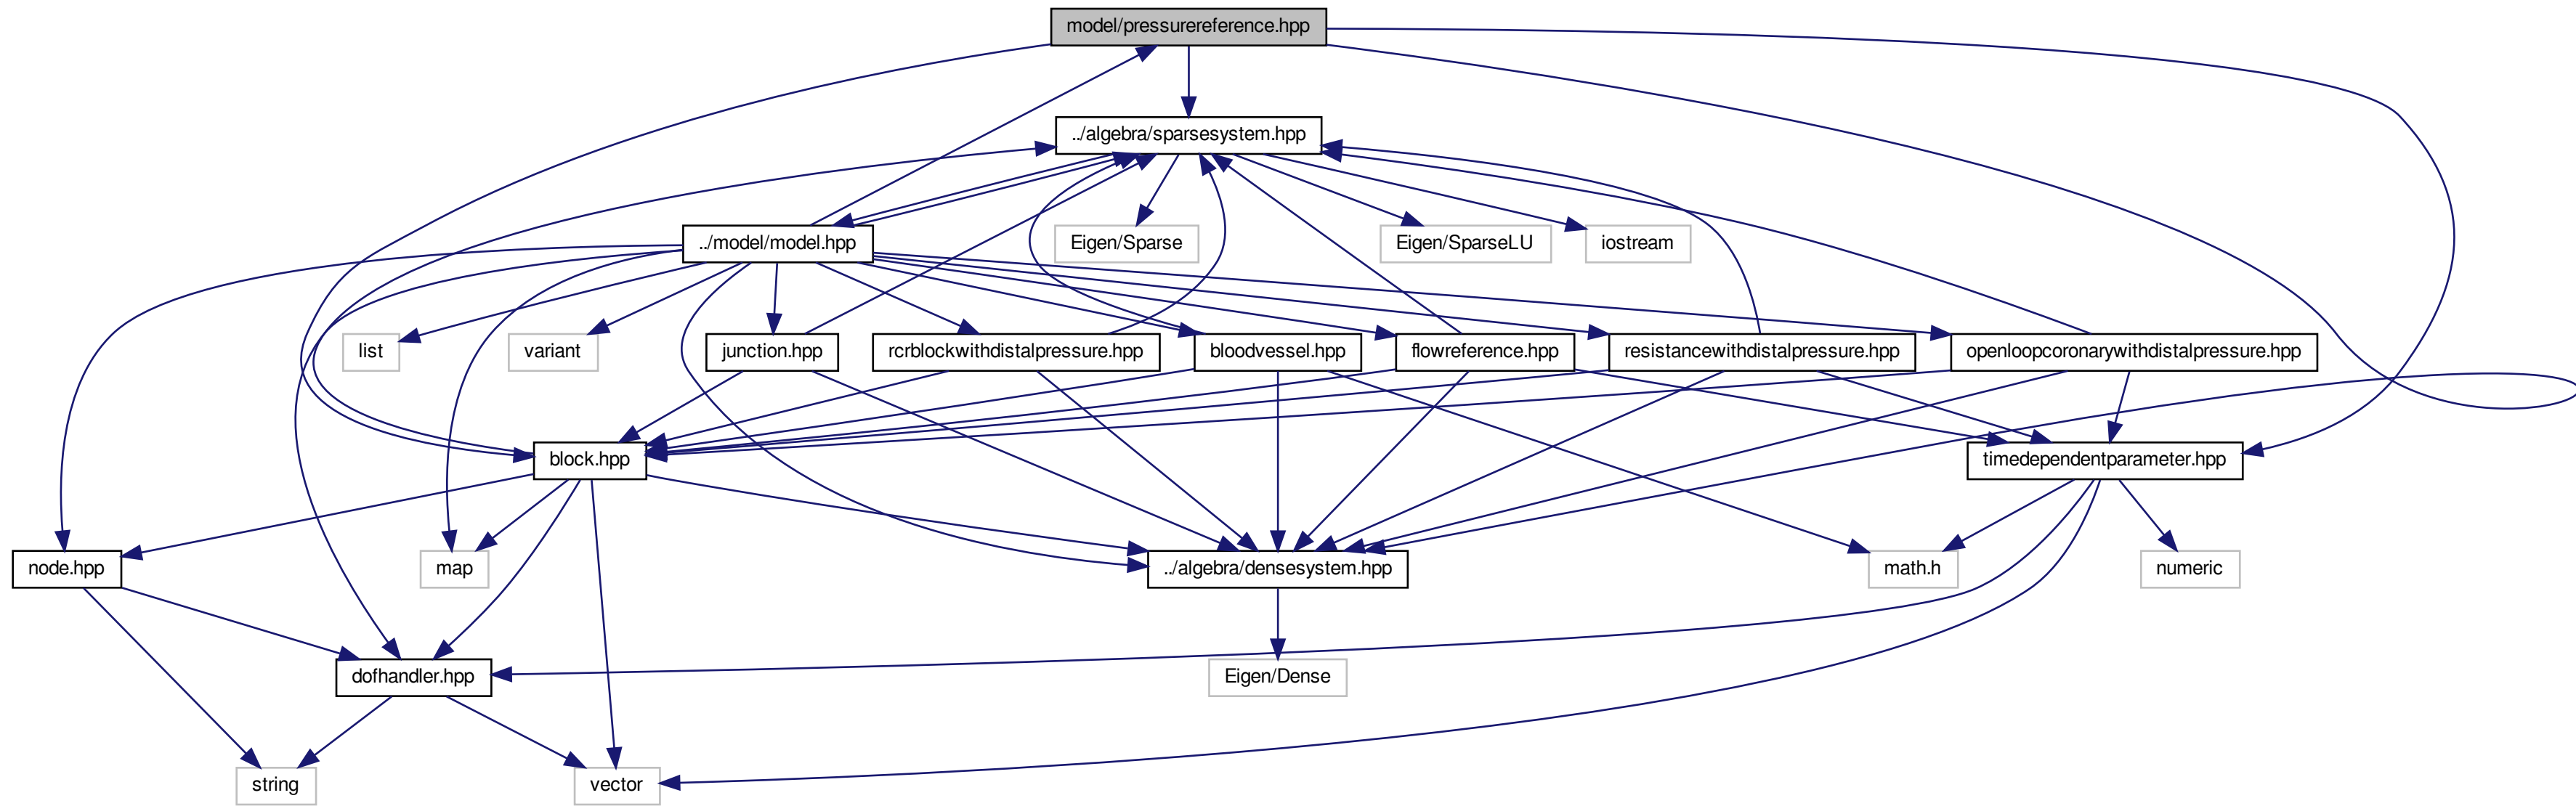 model/pressurereference.hpp
../algebra/sparsesystem.hpp
../model/model.hpp
Eigen/Sparse
Eigen/SparseLU
iostream
list
variant
junction.hpp
rcrblockwithdistalpressure.hpp
bloodvessel.hpp
flowreference.hpp
resistancewithdistalpressure.hpp
openloopcoronarywithdistalpressure.hpp
block.hpp
timedependentparameter.hpp
node.hpp
map
../algebra/densesystem.hpp
math.h
numeric
dofhandler.hpp
Eigen/Dense
string
vector